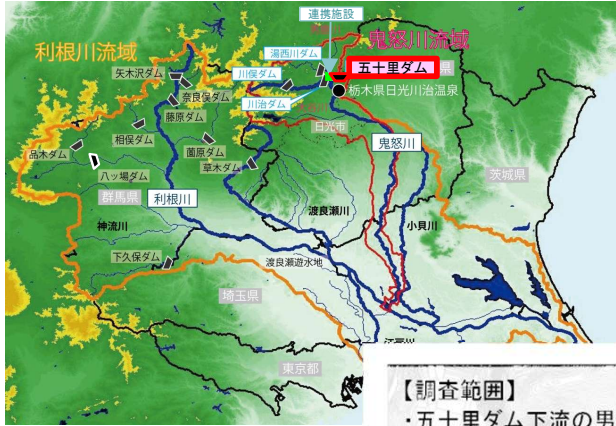 連携施設
利根川流域
鬼怒川流域
湯西川ダム
五十里ダム
県
矢木沢ダム
川俣ダム
栃木県日光川治温泉
奈良俣ダム
川治ダム
藤原ダム
日光市
相俣ダム
薗原ダム
鬼怒川
品木ダム
草木ダム
茨城県
八ッ場ダム
群馬県
利根川
渡良瀬川
小貝川
神流川
下久保ダム
渡良瀬遊水地
埼玉県
東京都
【調査範囲】
・五十里ダム下流の男